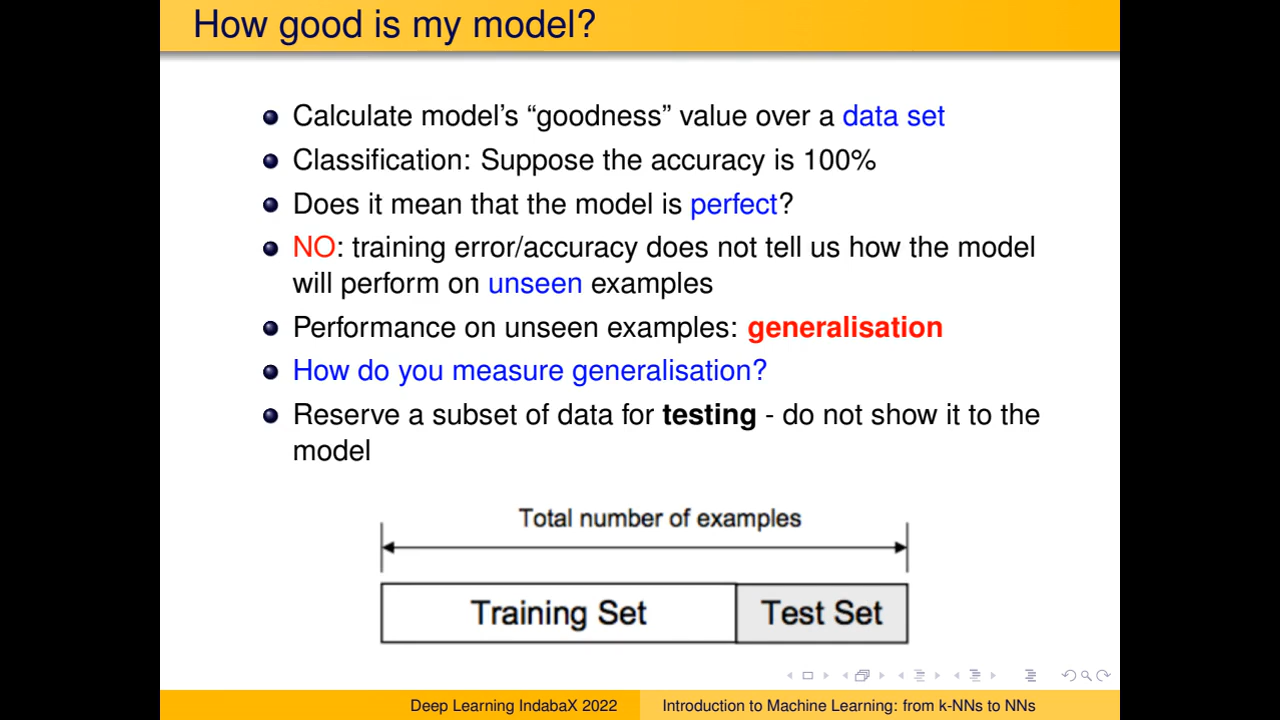 How good is my model?
Calculate model's “goodness” value over a data set
Classification: Suppose the accuracy is 100%
Does it mean that the model is perfect?
NO: training error/accuracy does not tell us how the model
will perform on unseen examples
Performance on unseen examples: generalisation
How do you measure generalisation?
Reserve a subset of data for testing - do not show it to the
model
Total number of examples
Training Set Test Set
Deep Learning IndabaX 2022 Introduction to Machine Learning: from k-NNs to NNs